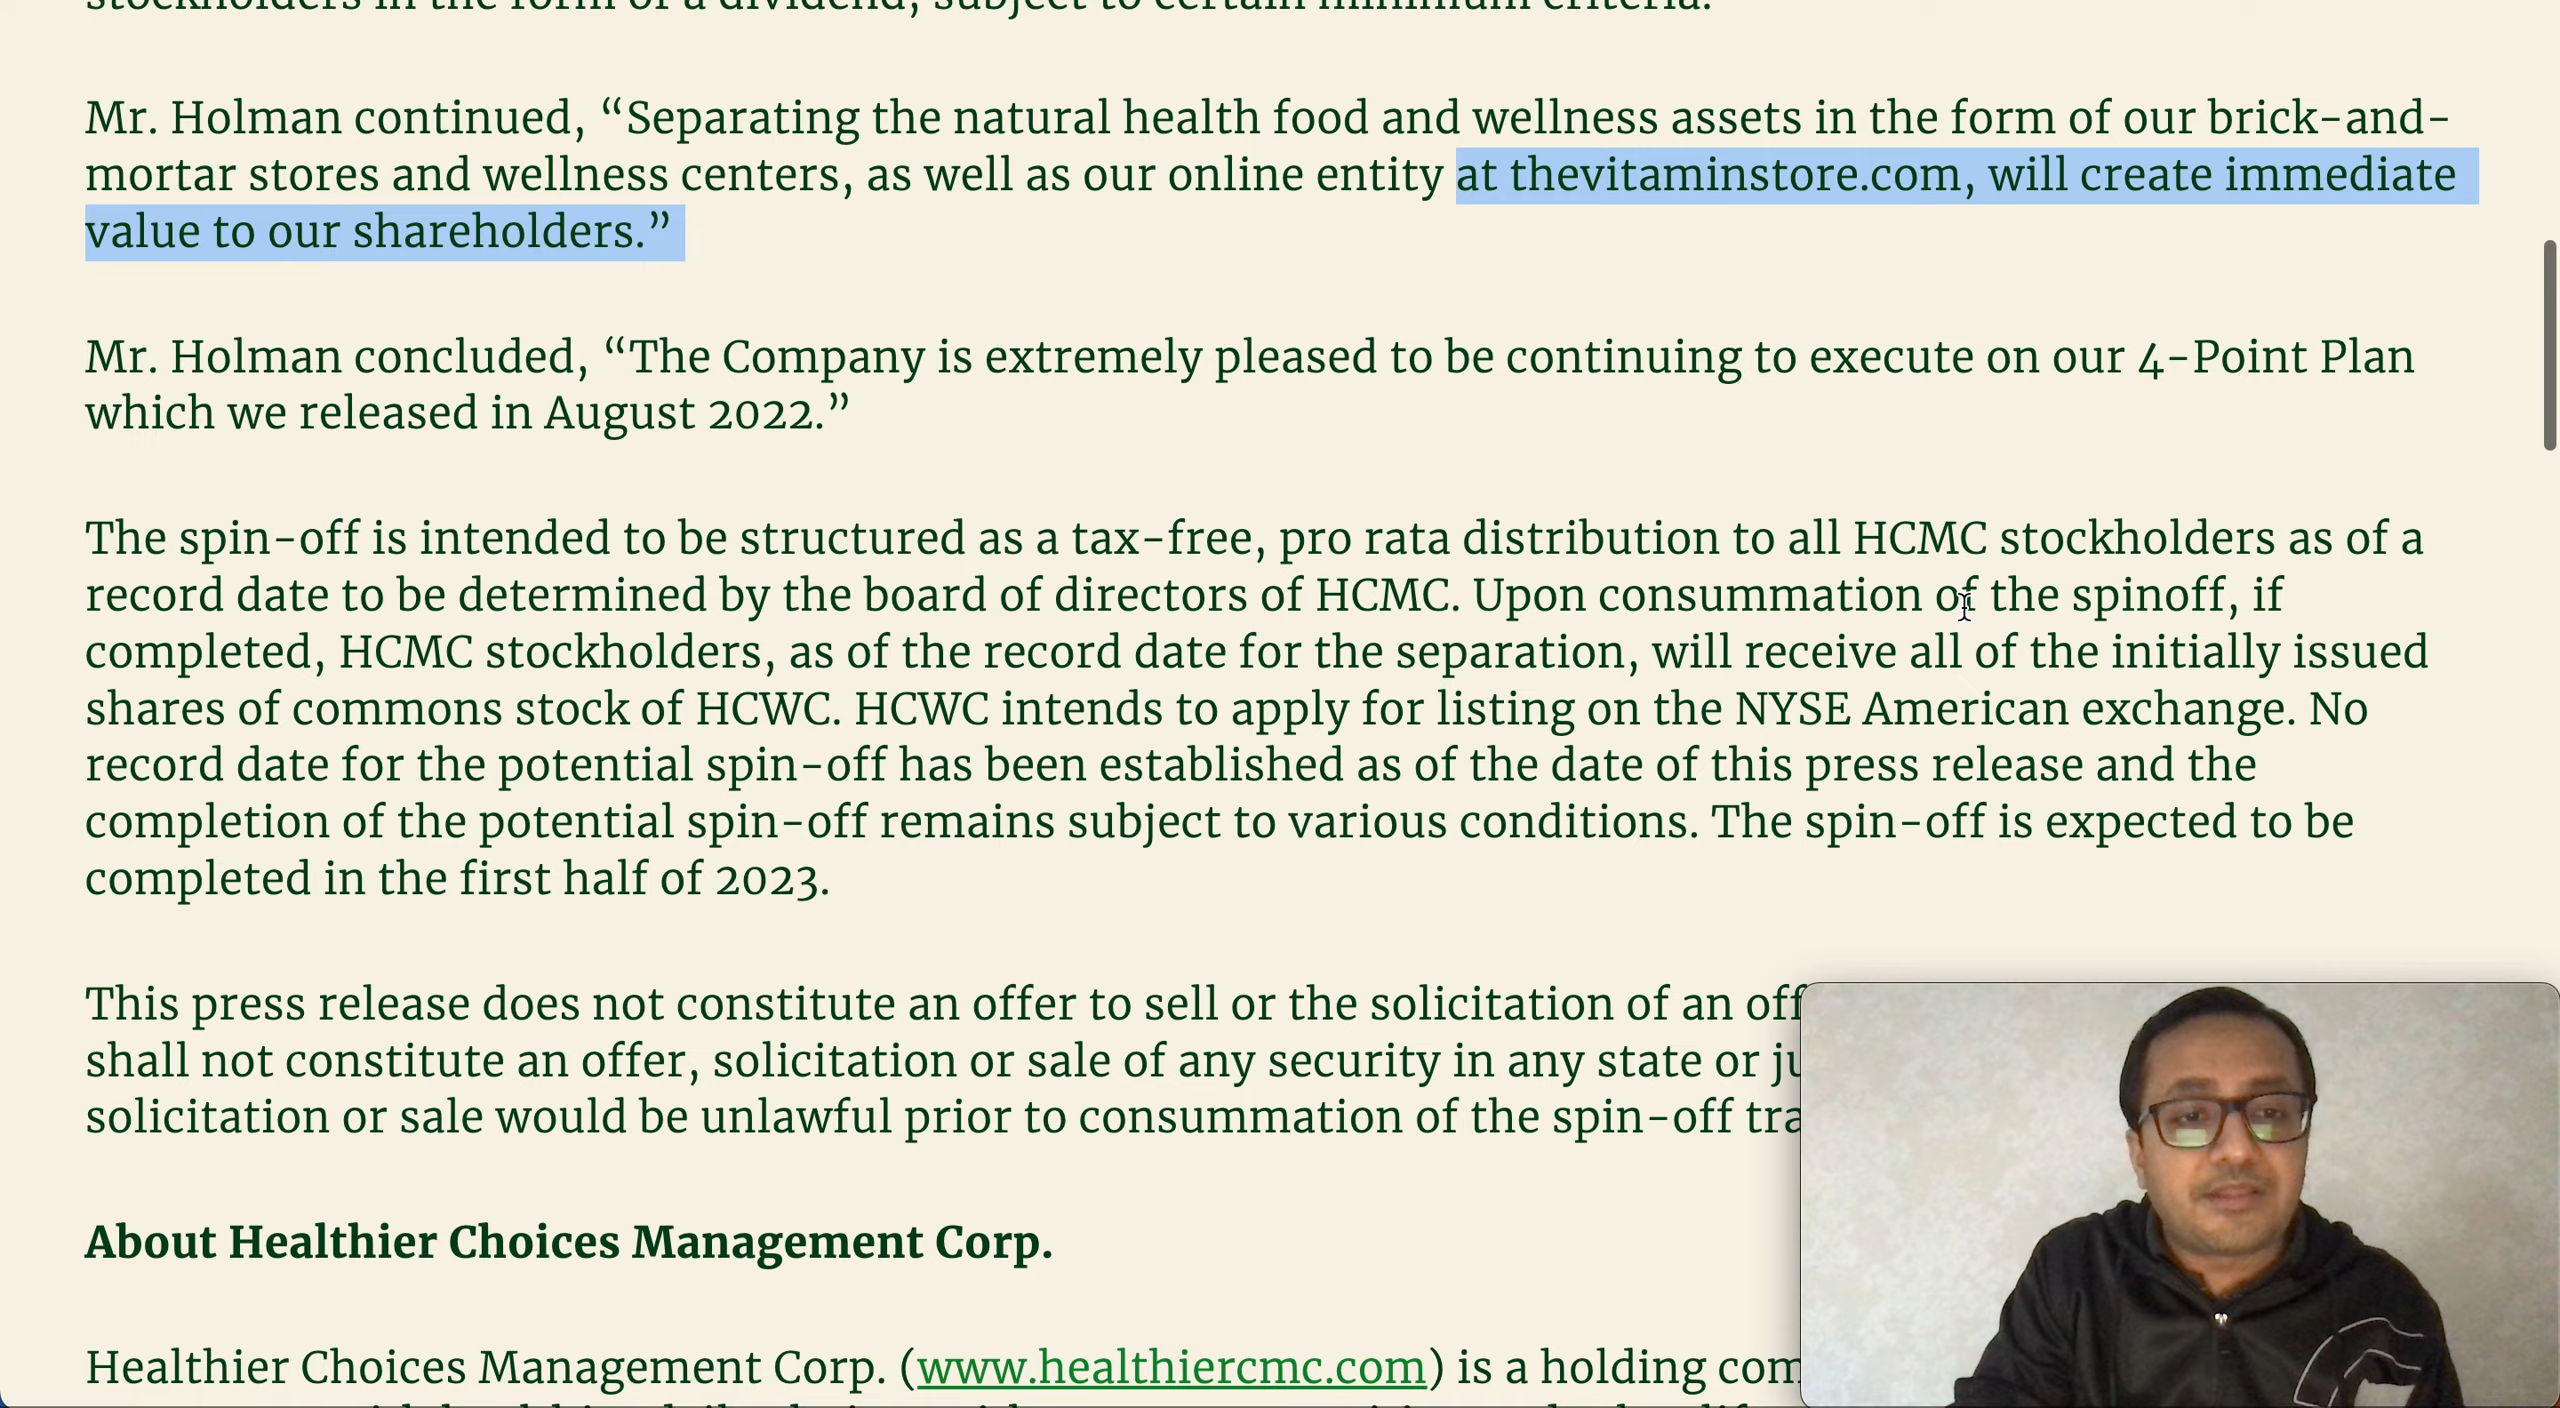 stockholders in the form of a dividend, subject to certain minimum criteria.
Mr. Holman continued, “Separating the natural health food and wellness assets in the form of our brick-and-
mortar stores and wellness centers, as well as our online entity at thevitaminstore.com, will create immediate
value to our shareholders.”
Mr. Holman concluded, “The Company is extremely pleased to be continuing to execute on our 4-Point Plan
which we released in August 2022.”
The spin-off is intended to be structured as a tax-free, pro rata distribution to all HCMC stockholders as of a
record date to be determined by the board of directors of HCMC. Upon consummation of the spinoff, if
completed, HCMC stockholders, as of the record date for the separation, will receive all of the initially issued
shares of commons stock of HCWC. HCWC intends to apply for listing on the NYSE American exchange. No
record date for the potential spin-off has been established as of the date of this press release and the
completion of the potential spin-off remains subject to various conditions. The spin-off is expected to be
completed in the first half of 2023.
This press release does not constitute an offer to sell or the solicitation of an off
shall not constitute an offer, solicitation or sale of any security in any state or ju
solicitation or sale would be unlawful prior to consummation of the spin-off tra
About Healthier Choices Management Corp.
Healthier Choices Management Corp. (www.healthiercmc.com) is a holding com